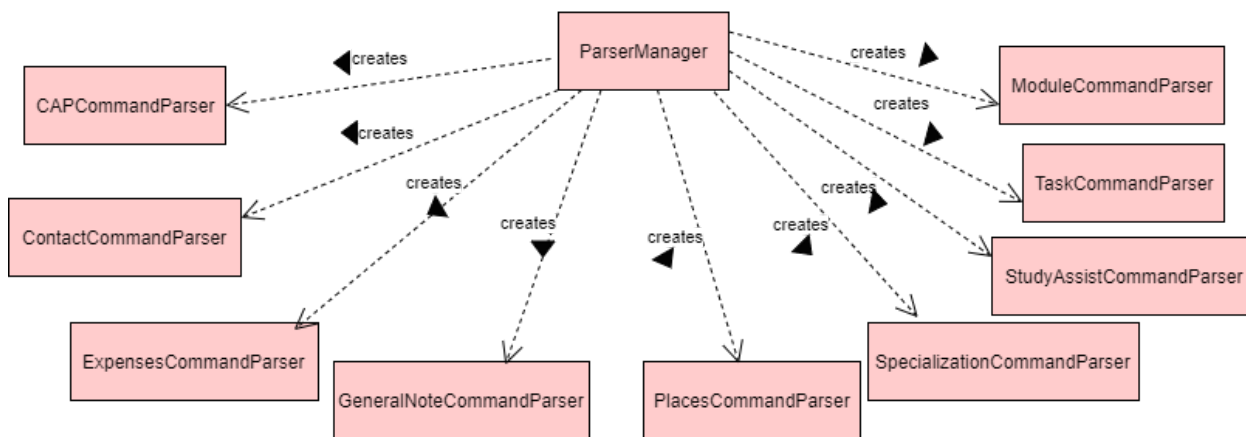 ParserManager
creates
creates
CAPCommandParser
ModuleCommandParser
creates
creates
TaskCommandParser
creates
creates
ContactCommandParser
creates
creates
creates
StudyAssistCommandParser
ExpensesCommandParser
SpecializationCommandParser
GeneralNoteCommandParser
PlacesCommandParser